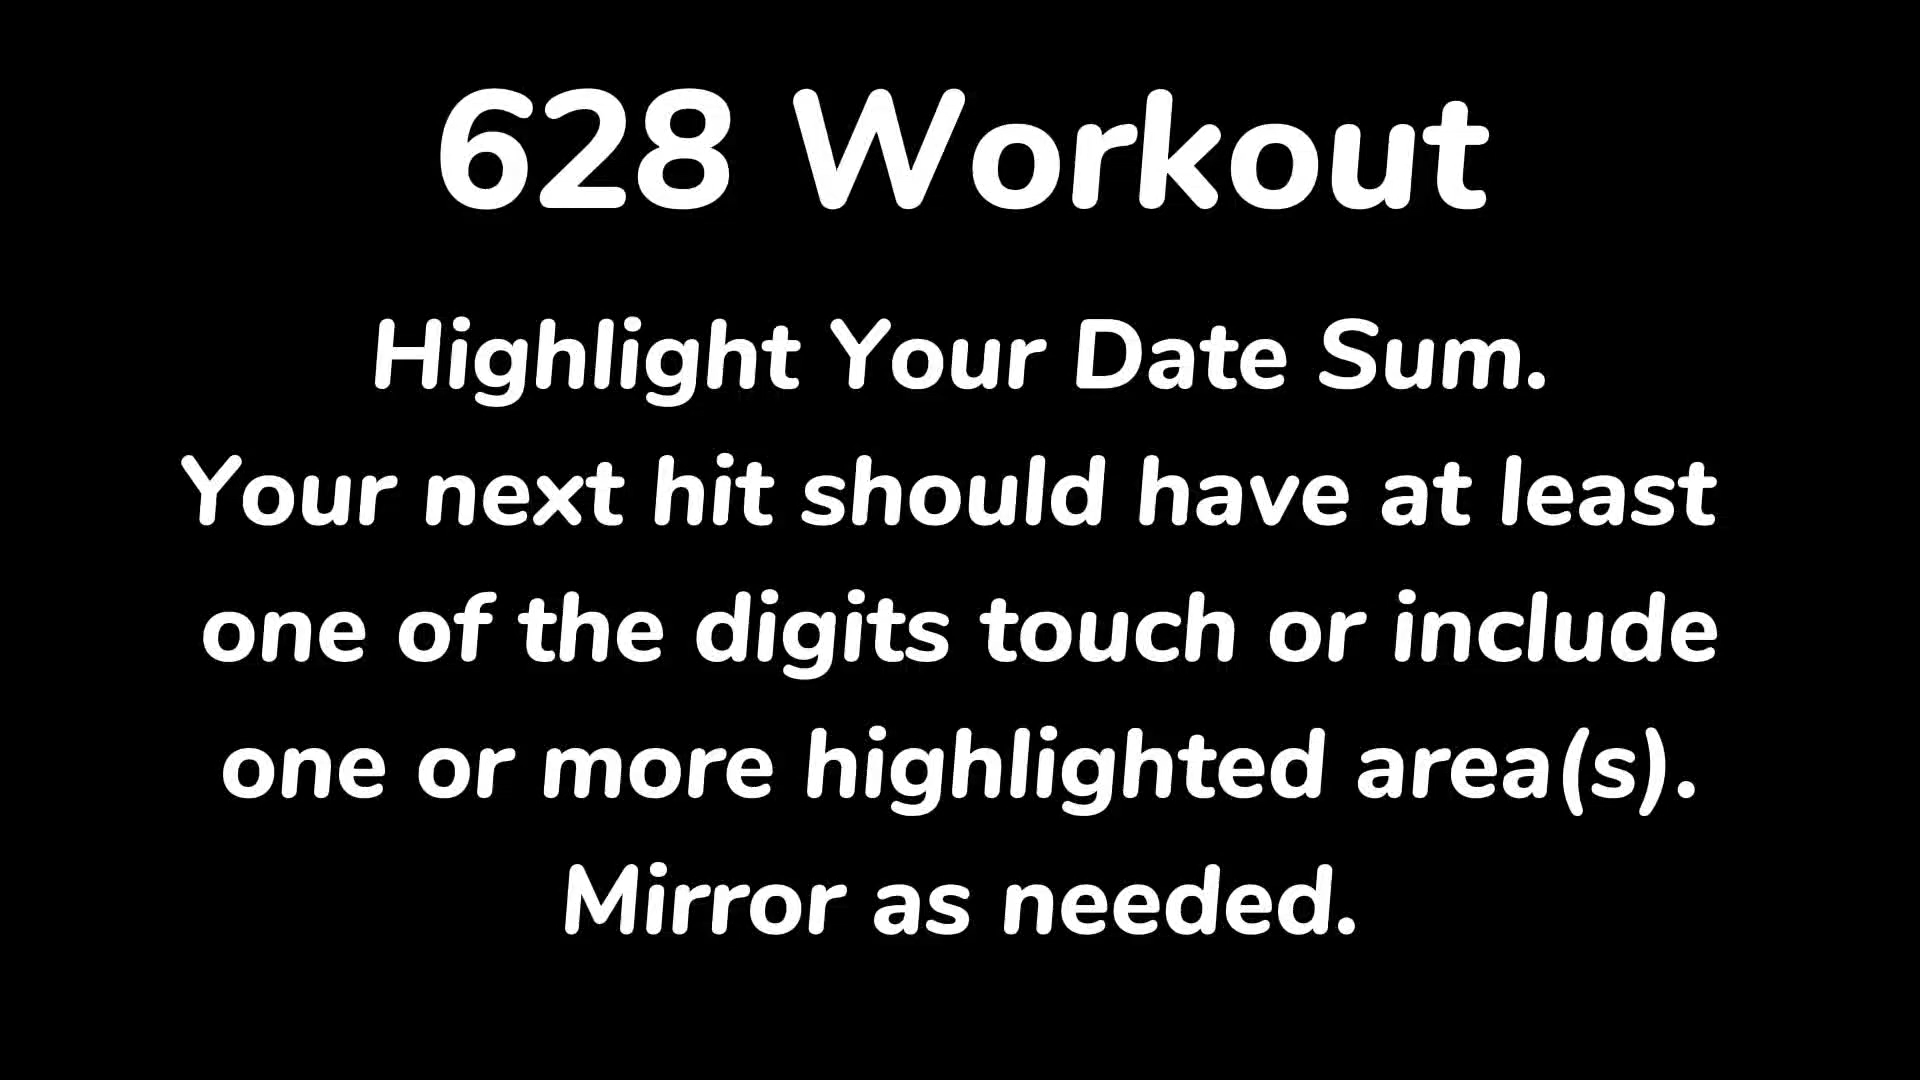 628 Workout
Highlight Your Date Sum.
Your next hit should have at least
one of the digits touch or include
one or more highlighted area(s).
Mirror as needed.